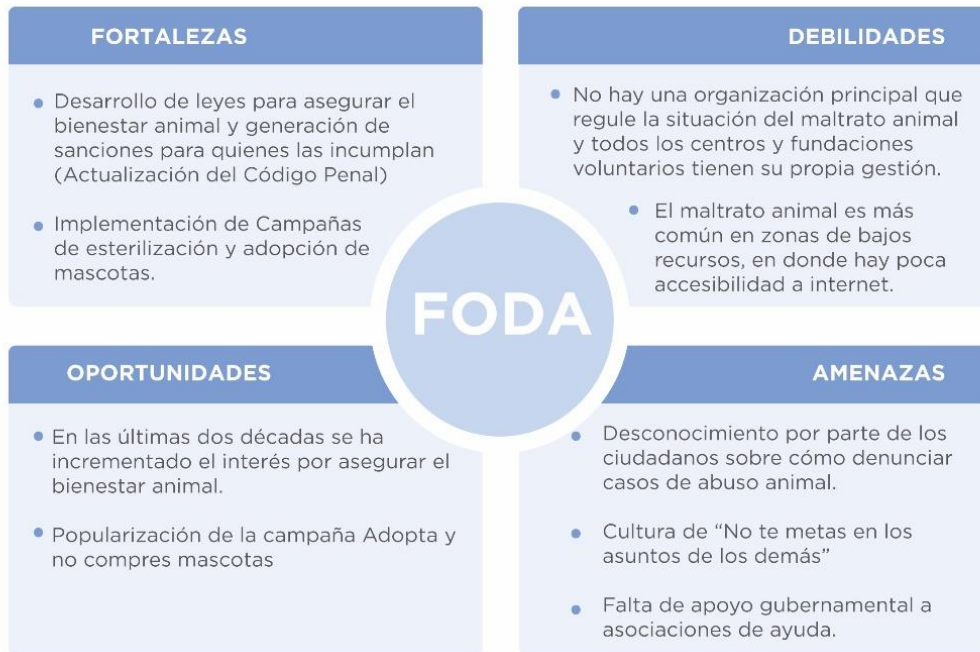 FORTALEZAS
Desarrollo de leyes para asegurar el
bienestar animal y generación de
sanciones para quienes las incumplan
(Actualización del Código Penal)
Implementación de Campañas
de esterilización y adopción de
mascotas.
DEBILIDADES
No hay una organización principal que
regule la situación del maltrato animal
y todos los centros y fundaciones
voluntarios tienen su propia gestión.
El maltrato animal es más
común en zonas de bajos
recursos, en donde hay poca
accesibilidad a internet.
FODA
OPORTUNIDADES
En las últimas dos décadas se ha
incrementado el interés por asegurar el
bienestar animal.
Popularización de la campaña Adopta y
no compres mascotas
AMENAZAS
Desconocimiento por parte de los
ciudadanos sobre cómo denunciar
casos de abuso animal.
Cultura de “No te metas en los
asuntos de los demás”
Falta de apoyo gubernamental a
asociaciones de ayuda.